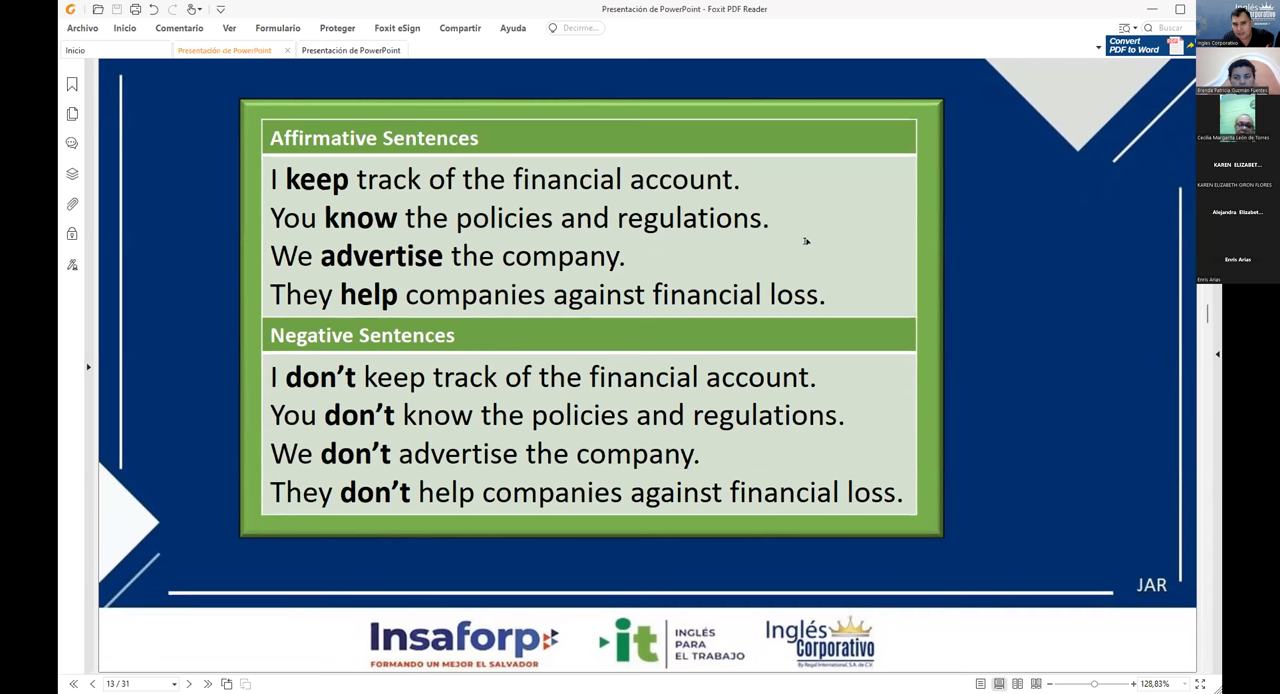 Presentación de PowerPoint - Foxit PDF Reader
Archivo Inicio Comentario Ver Formulario Proteger Foxit eSign Compartir Ayuda Decirme... Buscar
Inicio Presentación de PowerPoint Presentación de PowerPoint
Convert
PDF to Word
Inglés Corporativo
Brenda Patricia Guzmán Fuentes
Cecilia Margarita León de Torres
KAREN ELIZABET...
KAREN ELIZABETH GIRON FLORES
Alejandra Elizabet...
Enris Arias
Enris Arias
Affirmative Sentences
I keep track of the financial account.
You know the policies and regulations.
We advertise the company.
They help companies against financial loss.
Negative Sentences
I don't keep track of the financial account.
You don't know the policies and regulations.
We don't advertise the company.
They don't help companies against financial loss.
JAR
Insaforp
FORMANDO UN MEJOR EL SALVADOR
it
INGLÉS
PARA
EL TRABAJO
Inglés
Corporativo
By Regal International, S.A. de C.V.
13 / 31
128,83%